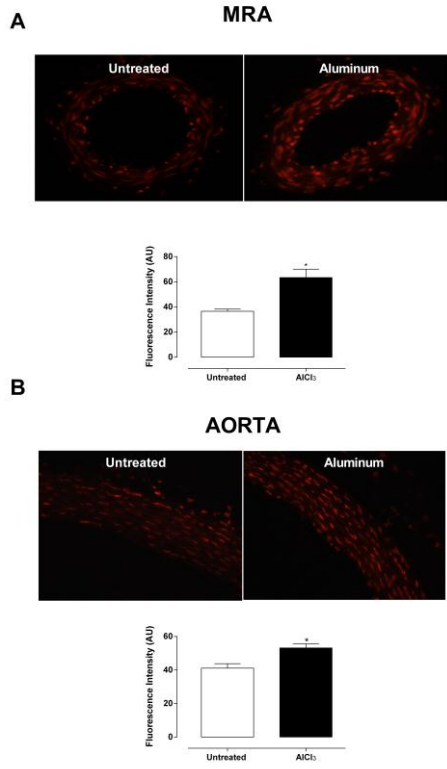 A
MRA
Untreated Aluminum
80
60
40
20
0
Fluorescence Intensity (AU)
*
Untreated AlCl₃
B
AORTA
Untreated Aluminum
60
40
20
0
Fluorescence Intensity (AU)
*
Untreated AlCl₃